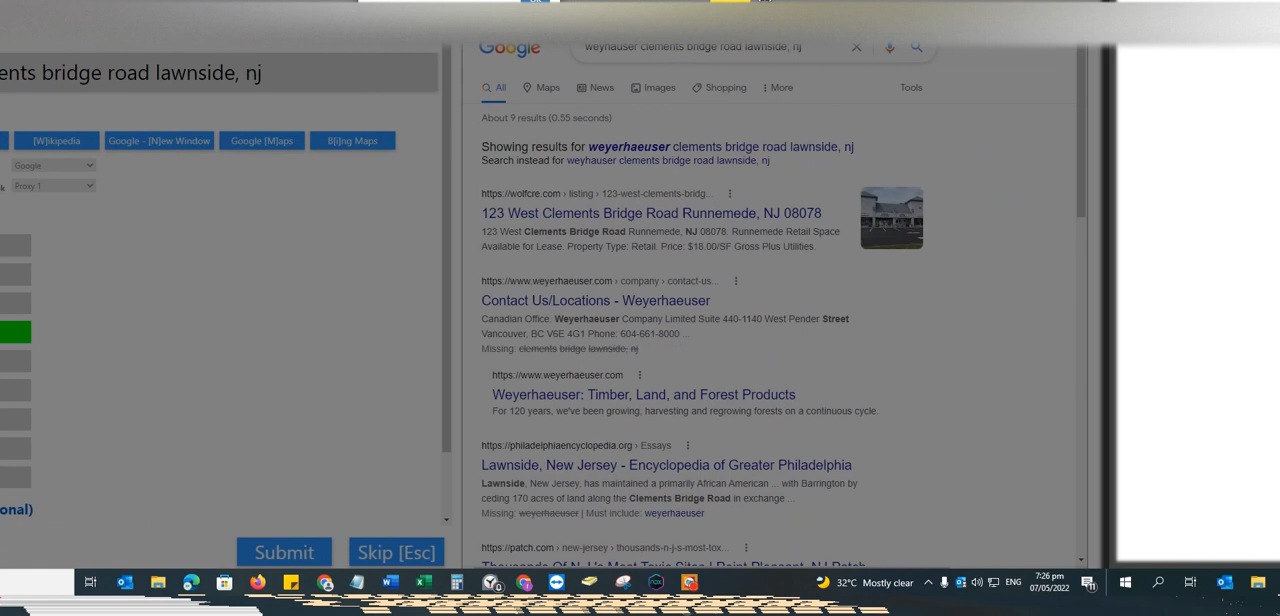 ents bridge road lawnside, nj
[W]ikipedia
Google - [N]ew Window
Google [M]aps
B[i]ng Maps
Google
k
Proxy 1
onal)
Submit
Skip [Esc]
Google
weyhauser clements bridge road lawnside, nj
All
Maps
News
Images
Shopping
More
Tools
About 9 results (0.55 seconds)
Showing results for weyerhaeuser clements bridge road lawnside, nj
Search instead for weyhauser clements bridge road lawnside, nj
https://wolfcre.com › listing › 123-west-clements-bridg...
123 West Clements Bridge Road Runnemede, NJ 08078
123 West Clements Bridge Road Runnemede, NJ 08078. Runnemede Retail Space
Available for Lease. Property Type: Retail. Price: $18.00/SF Gross Plus Utilities.
https://www.weyerhaeuser.com › company › contact-us...
Contact Us/Locations - Weyerhaeuser
Canadian Office: Weyerhaeuser Company Limited Suite 440-1140 West Pender Street
Vancouver, BC V6E 4G1 Phone: 604-661-8000 ...
Missing: clements bridge lawnside, nj
https://www.weyerhaeuser.com
Weyerhaeuser: Timber, Land, and Forest Products
For 120 years, we've been growing, harvesting and regrowing forests on a continuous cycle.
https://philadelphiaencyclopedia.org › Essays
Lawnside, New Jersey - Encyclopedia of Greater Philadelphia
Lawnside, New Jersey, has maintained a primarily African American ... with Barrington by
ceding 170 acres of land along the Clements Bridge Road in exchange ...
Missing: weyerhaeuser | Must include: weyerhaeuser
https://patch.com › new-jersey › thousands-n-j-s-most-tox...
Thousands Of N.J.'s Most Toxic Sites | Point Pleasant, NJ Patch
32°C Mostly clear
ENG
7:26 pm
07/05/2022
11